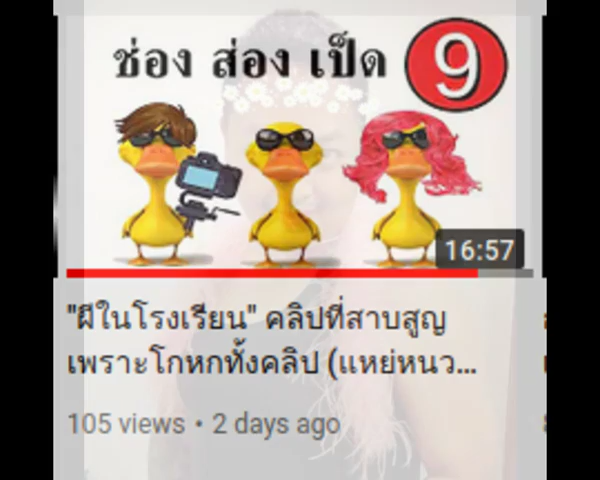 ช่อง ส่อง เป็ด 9
16:57
"ผีในโรงเรียน" คลิปที่สาบสูญ
เพราะโกหกทั้งคลิป (แหย่หนว...
105 views • 2 days ago